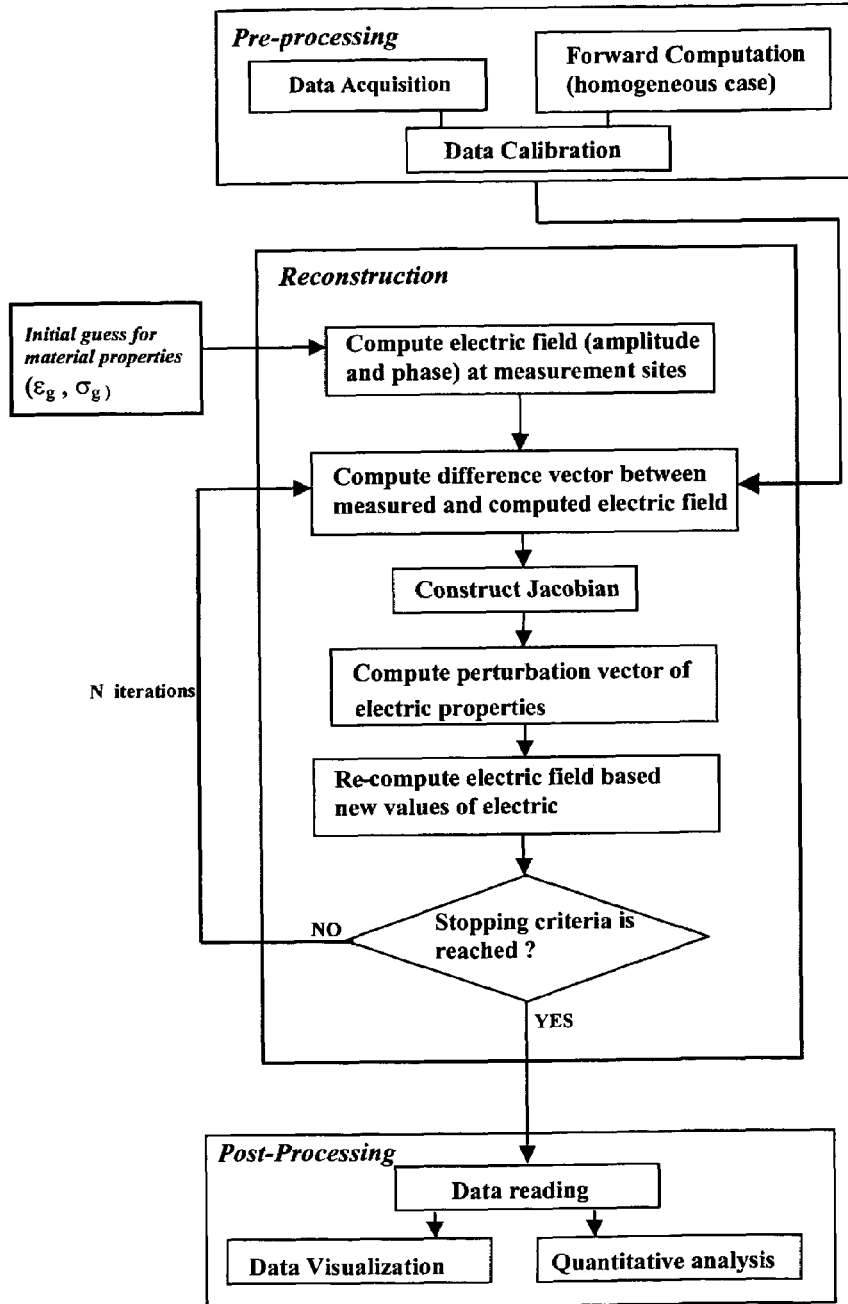 Pre-processing
Data Acquisition
Forward Computation
(homogeneous case)
Data Calibration
Reconstruction
Initial guess for
material properties
(εg , σg)
Compute electric field (amplitude
and phase) at measurement sites
Compute difference vector between
measured and computed electric field
Construct Jacobian
Compute perturbation vector of
electric properties
N iterations
Re-compute electric field based
new values of electric
Stopping criteria is
reached ?
NO
YES
Post-Processing
Data reading
Data Visualization
Quantitative analysis